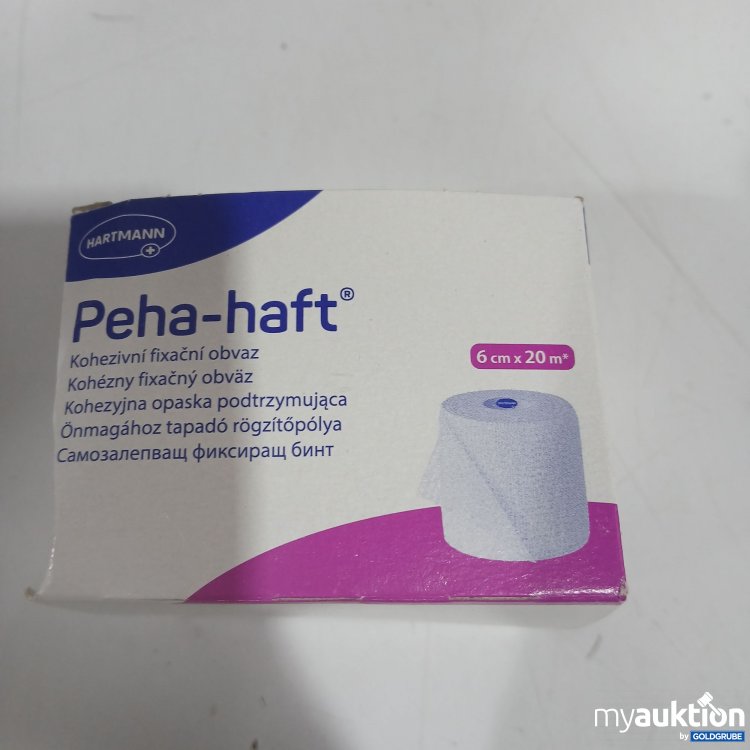 HARTMANN
Peha-haft®
Kohezivní fixační obvaz
Kohézny fixačný obväz
Kohezyjna opaska podtrzymująca
Önmagához tapadó rögzítőpólya
Самозалепващ фиксиращ бинт
6 cm x 20 m*
HARTMANN
myauktion
by GOLDGRUBE